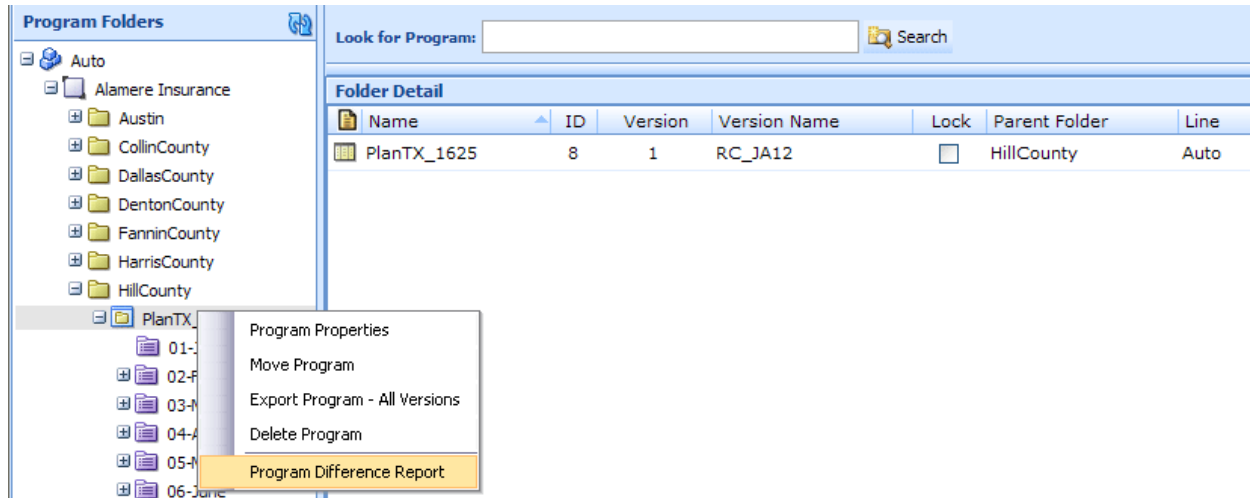 Program Folders
Auto
Alamere Insurance
Austin
CollinCounty
DallasCounty
DentonCounty
FanninCounty
HarrisCounty
HillCounty
PlanTX_
01-J
02-F
03-M
04-A
05-M
06-June
Program Properties
Move Program
Export Program - All Versions
Delete Program
Program Difference Report
Look for Program: Search
Folder Detail
Name ID Version Version Name Lock Parent Folder Line
PlanTX_1625 8 1 RC_JA12 HillCounty Auto